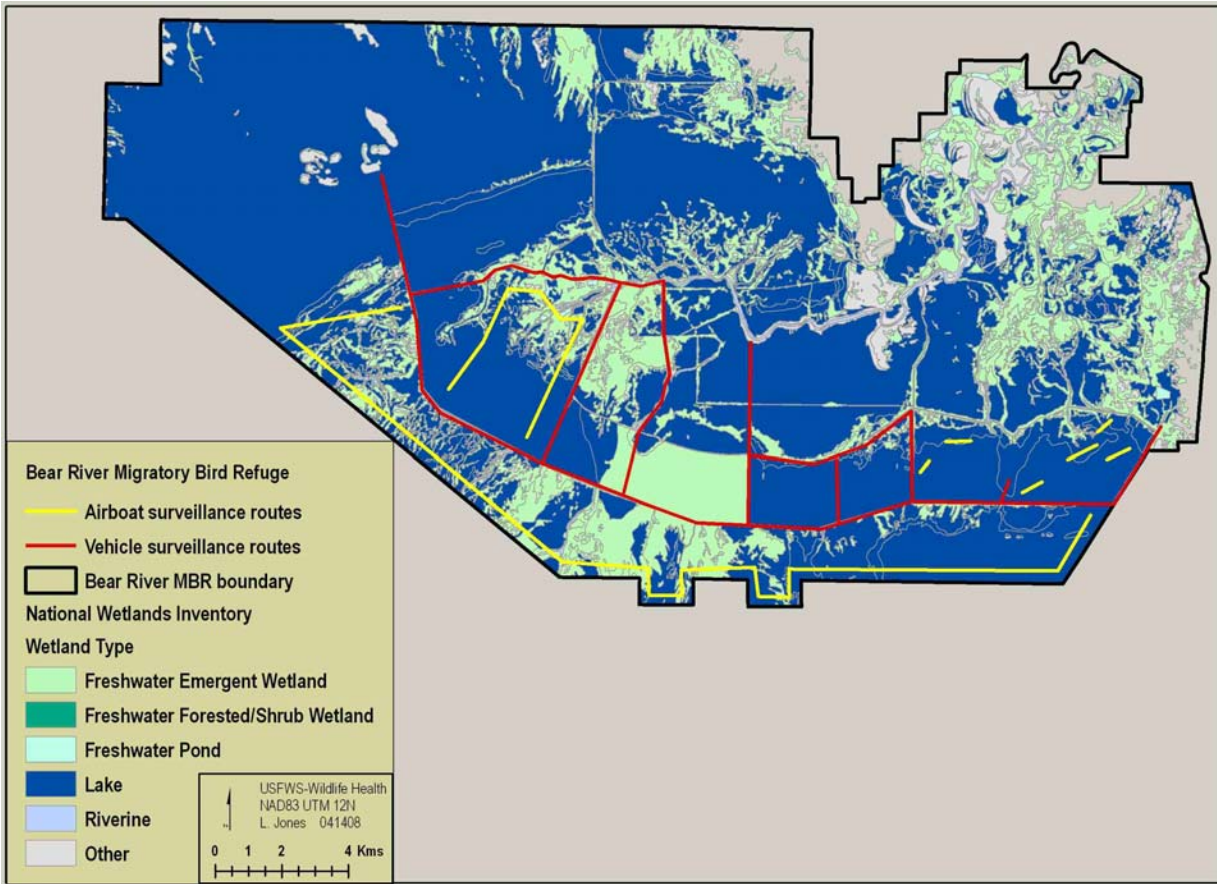 Bear River Migratory Bird Refuge
Airboat surveillance routes
Vehicle surveillance routes
Bear River MBR boundary
National Wetlands Inventory
Wetland Type
Freshwater Emergent Wetland
Freshwater Forested/Shrub Wetland
Freshwater Pond
Lake
Riverine
Other
USFWS-Wildlife Health
NAD83 UTM 12N
L. Jones 041408
0 1 2 4 Kms